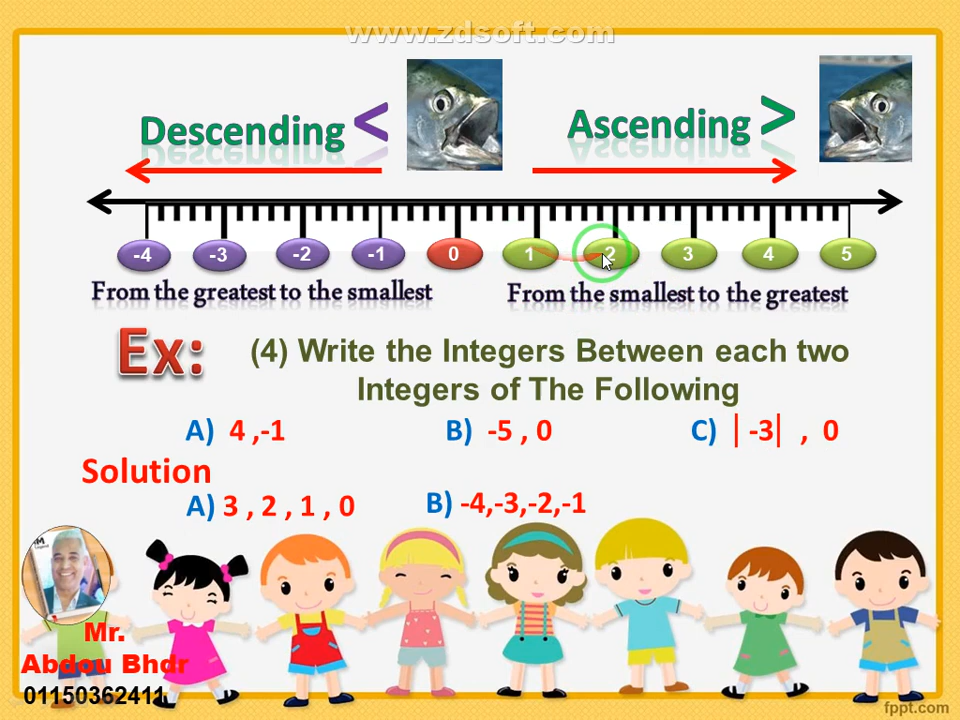 www.zdsoft.com
Descending < Ascending >
-4 -3 -2 -1 0 1 2 3 4 5
From the greatest to the smallest From the smallest to the greatest
Ex: (4) Write the Integers Between each two
Integers of The Following
A) 4 ,-1 B) -5 , 0 C) |-3| , 0
Solution
A) 3 , 2 , 1 , 0 B) -4,-3,-2,-1
Mr.
Abdou Bhdr
01150362411
fppt.com